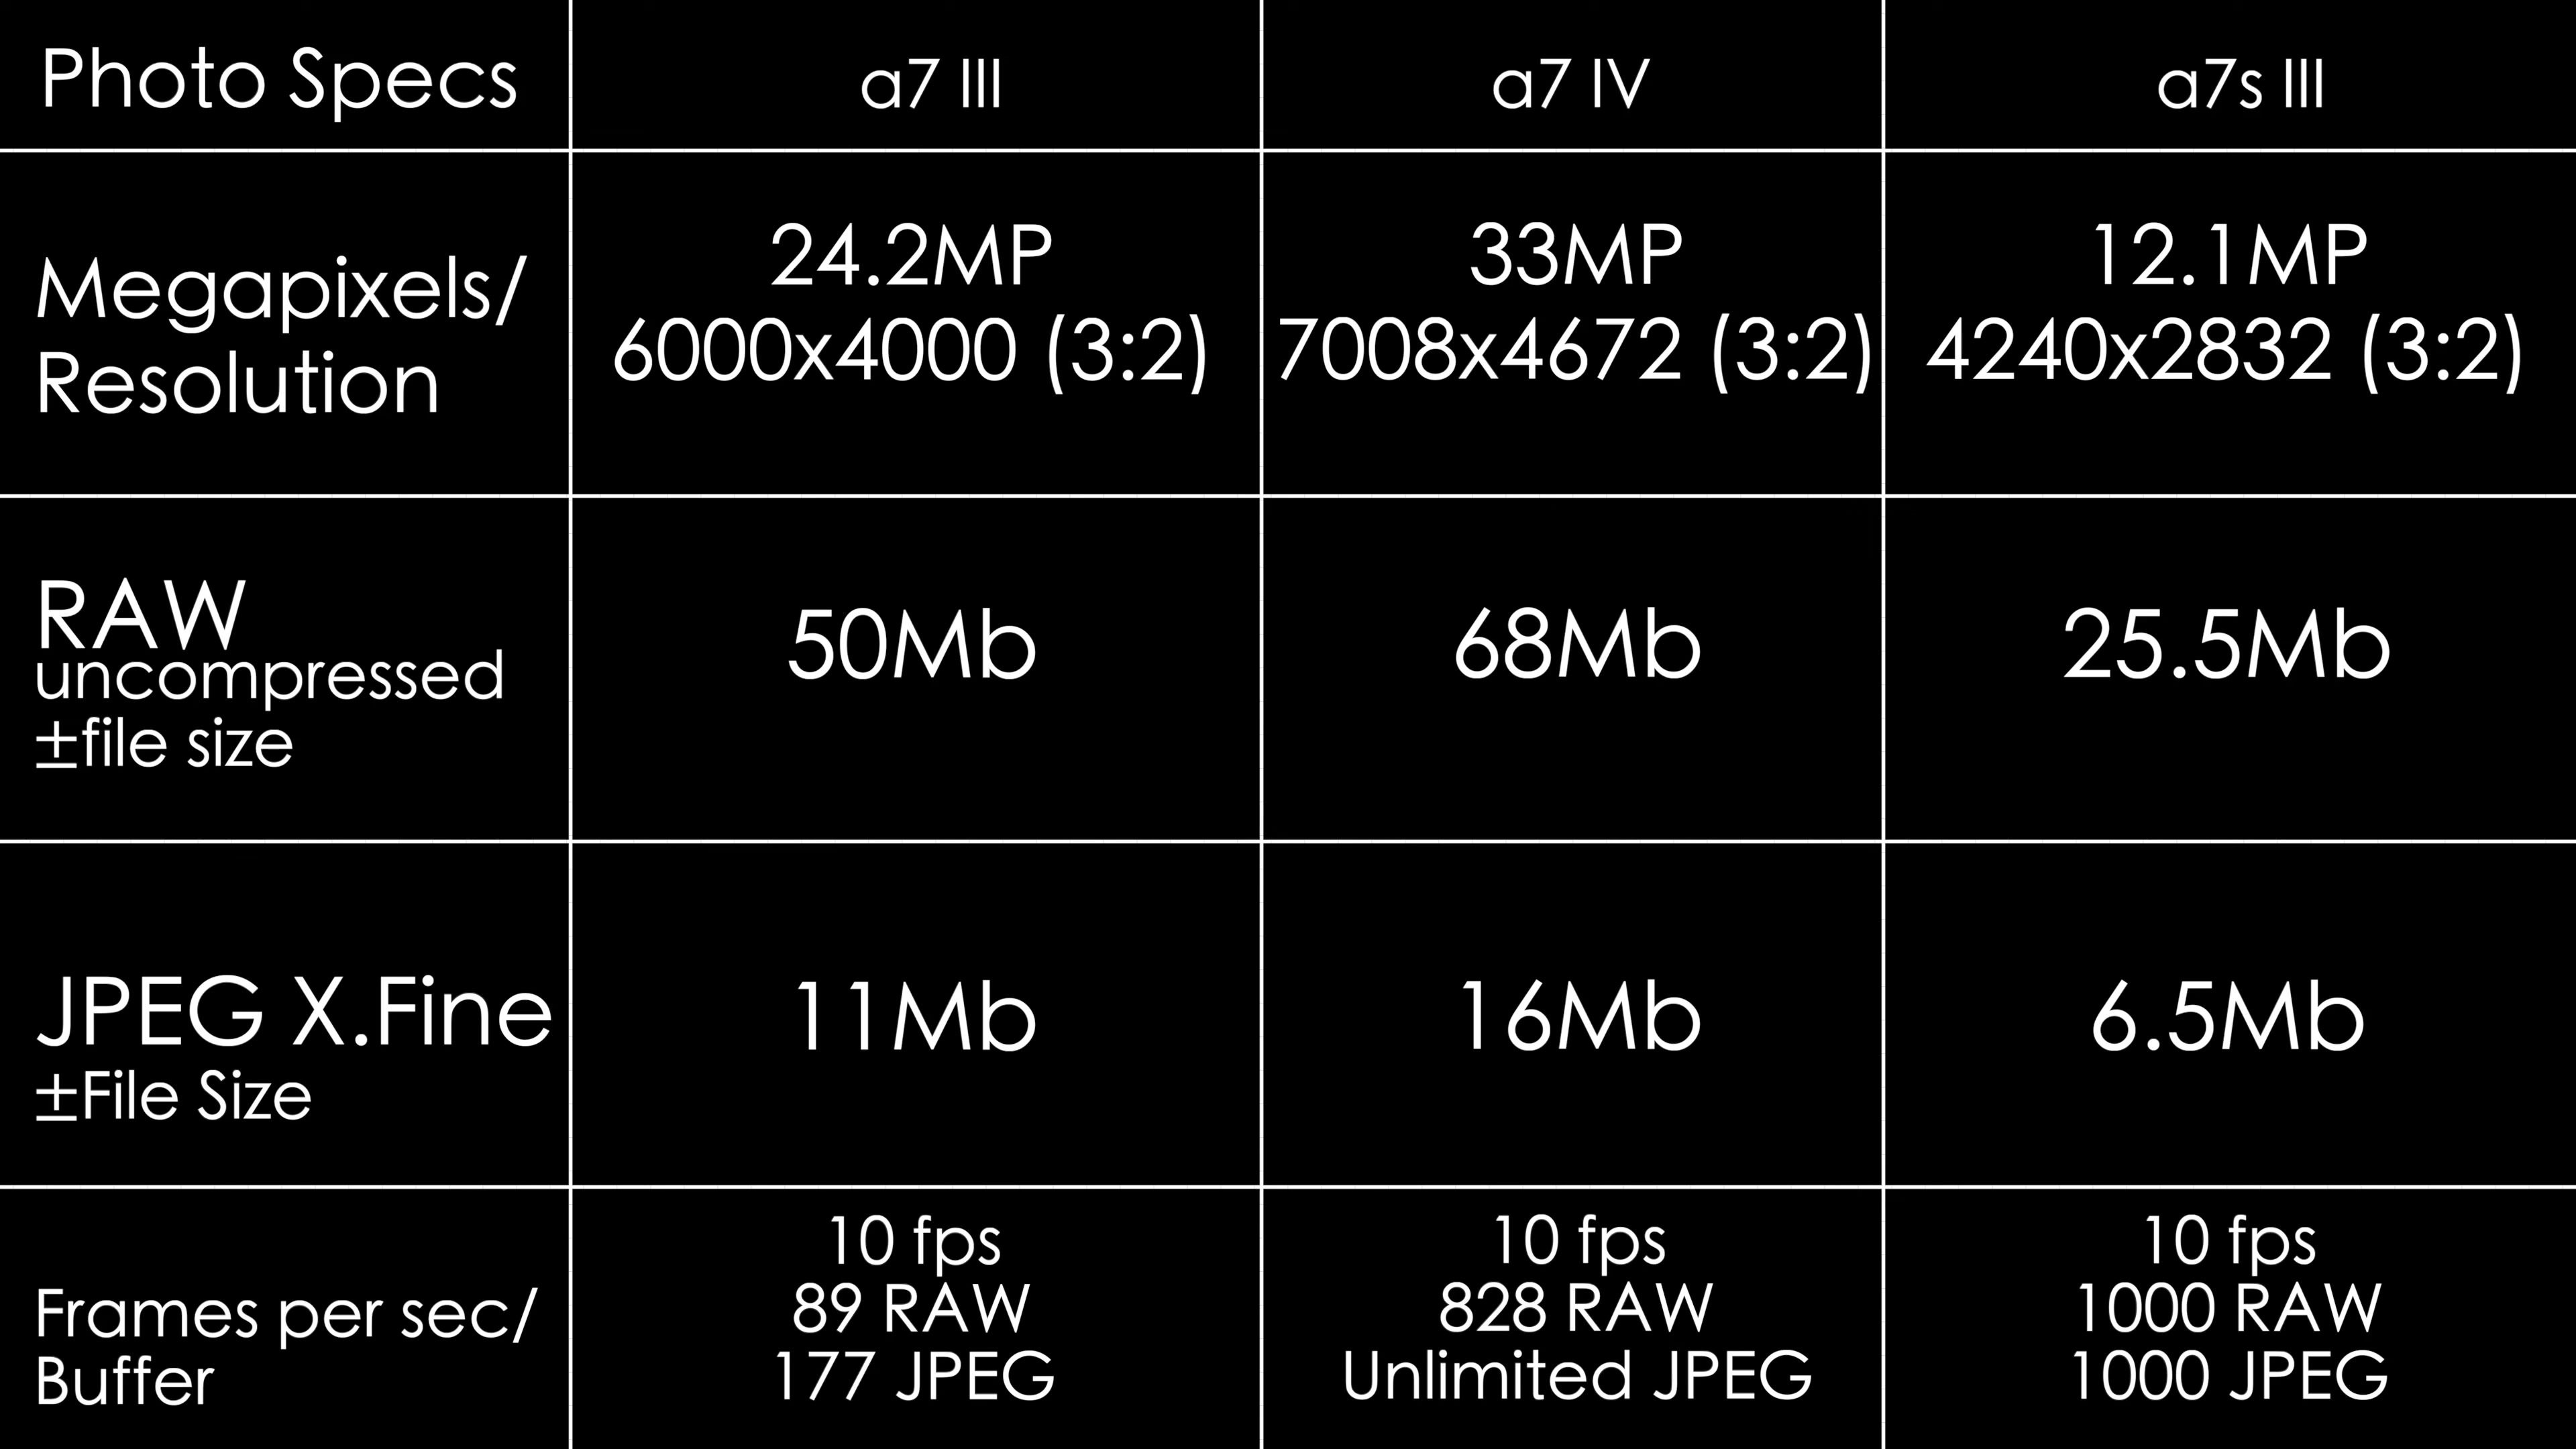 Photo Specs
a7 III
a7 IV
a7s III
Megapixels/
Resolution
24.2MP
6000x4000 (3:2)
33MP
7008x4672 (3:2)
12.1MP
4240x2832 (3:2)
RAW
uncompressed
±file size
50Mb
68Mb
25.5Mb
JPEG X.Fine
±File Size
11Mb
16Mb
6.5Mb
Frames per sec/
Buffer
10 fps
89 RAW
177 JPEG
10 fps
828 RAW
Unlimited JPEG
10 fps
1000 RAW
1000 JPEG